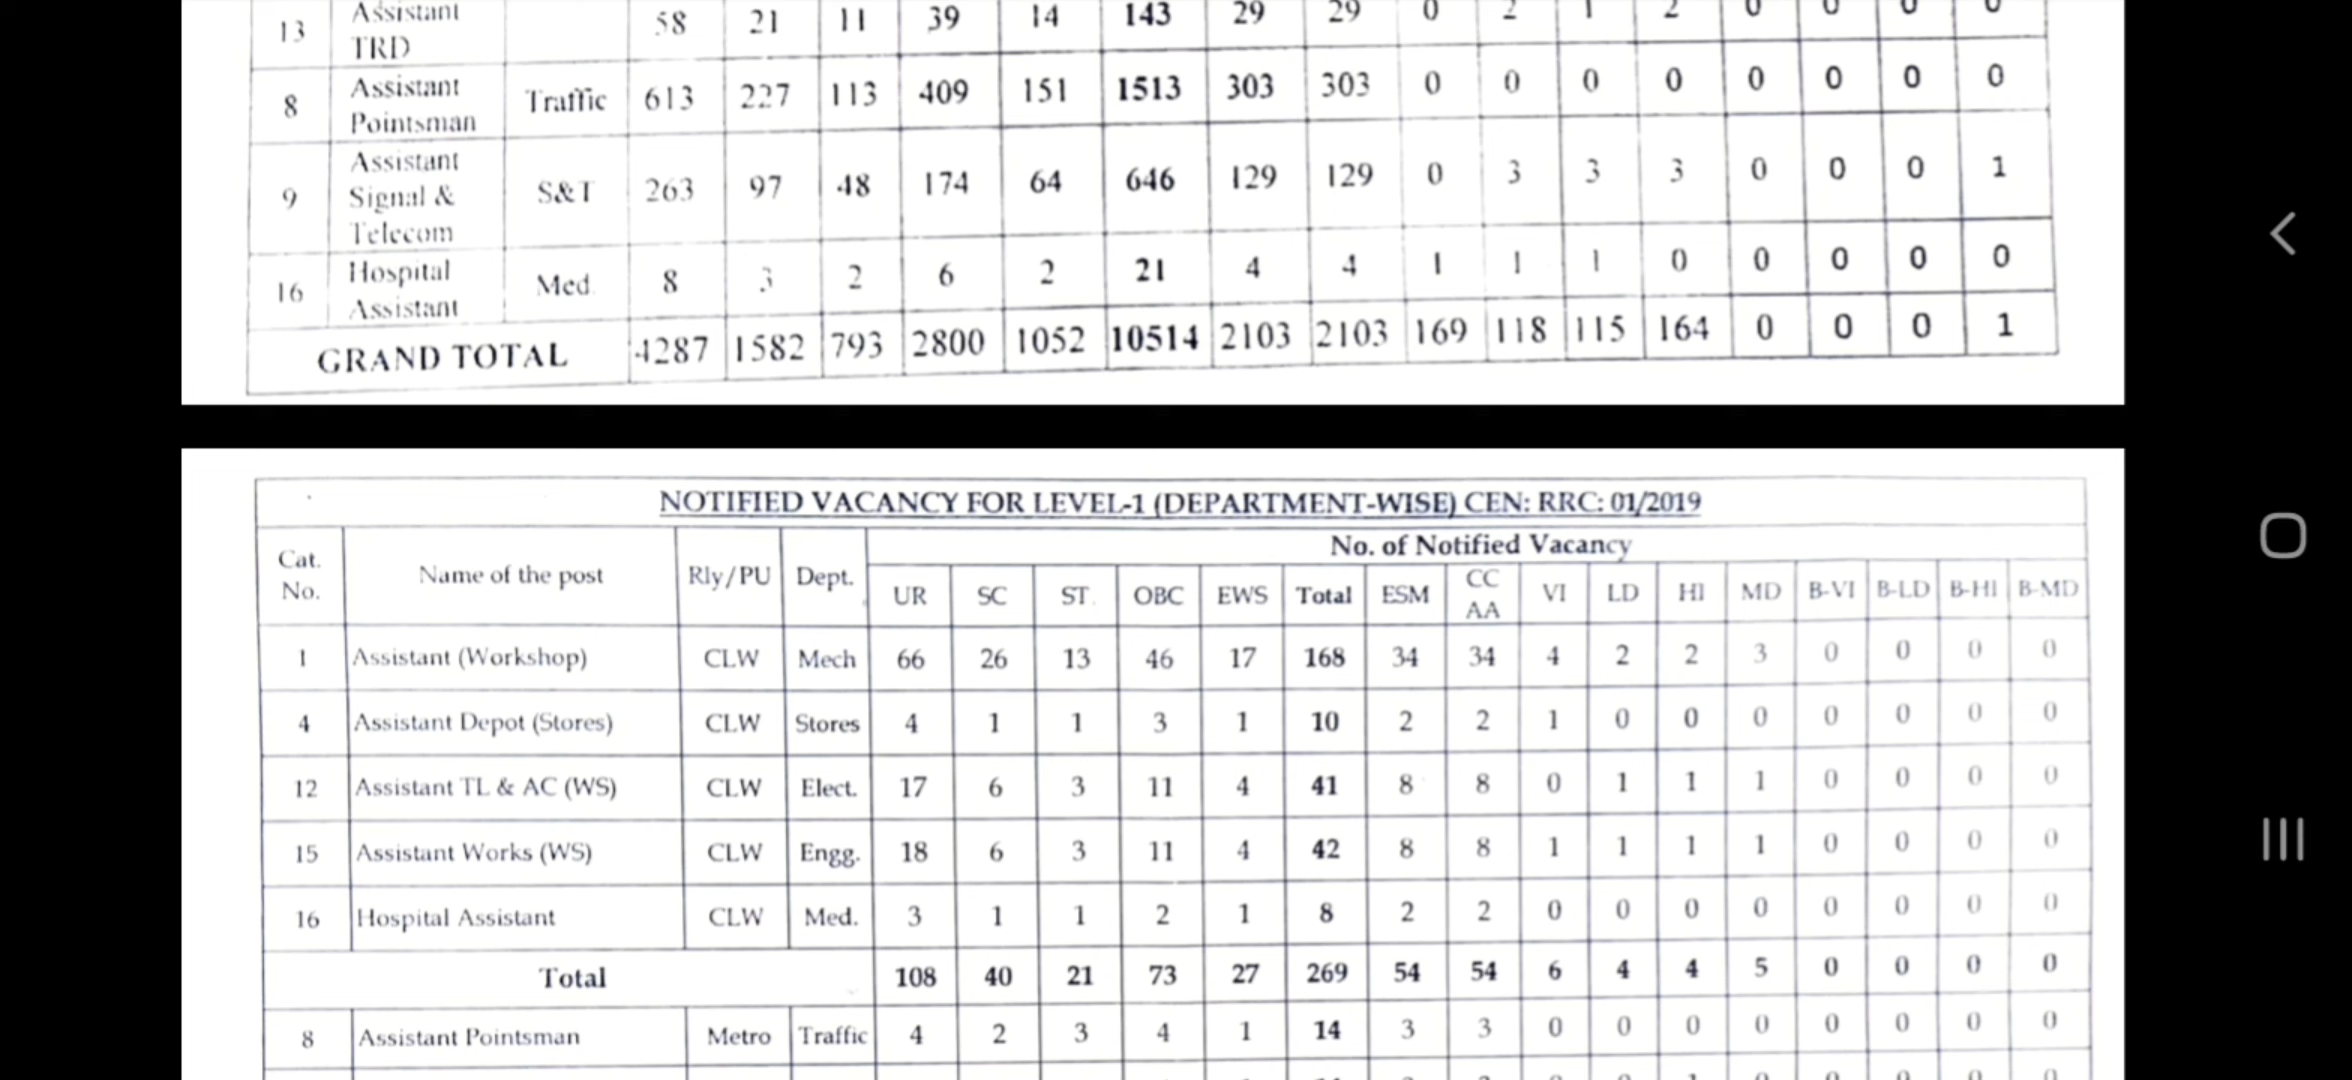 13 Assistant TRD 58 21 11 39 14 143 29 29 0 2 1 2 0 0 0 0
8 Assistant Pointsman Traffic 613 227 113 409 151 1513 303 303 0 0 0 0 0 0 0 0
9 Assistant Signal & Telecom S&T 263 97 48 174 64 646 129 129 0 3 3 3 0 0 0 1
16 Hospital Assistant Med. 8 3 2 6 2 21 4 4 1 1 1 0 0 0 0 0
GRAND TOTAL 4287 1582 793 2800 1052 10514 2103 2103 169 118 115 164 0 0 0 1
NOTIFIED VACANCY FOR LEVEL-1 (DEPARTMENT-WISE) CEN: RRC: 01/2019
Cat. No. Name of the post Rly/PU Dept. No. of Notified Vacancy
UR SC ST. OBC EWS Total ESM CC AA VI LD HI MD B-VI B-LD B-HI B-MD
1 Assistant (Workshop) CLW Mech 66 26 13 46 17 168 34 34 4 2 2 3 0 0 0 0
4 Assistant Depot (Stores) CLW Stores 4 1 1 3 1 10 2 2 1 0 0 0 0 0 0 0
12 Assistant TL & AC (WS) CLW Elect. 17 6 3 11 4 41 8 8 0 1 1 1 0 0 0 0
15 Assistant Works (WS) CLW Engg. 18 6 3 11 4 42 8 8 1 1 1 1 0 0 0 0
16 Hospital Assistant CLW Med. 3 1 1 2 1 8 2 2 0 0 0 0 0 0 0 0
Total 108 40 21 73 27 269 54 54 6 4 4 5 0 0 0 0
8 Assistant Pointsman Metro Traffic 4 2 3 4 1 14 3 3 0 0 0 0 0 0 0 0